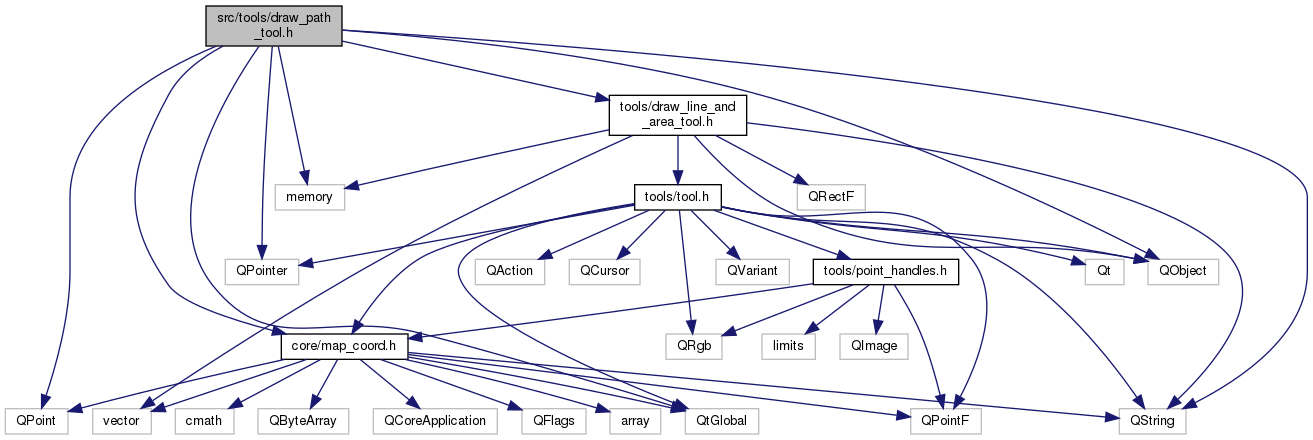 src/tools/draw_path
_tool.h
tools/draw_line_and
_area_tool.h
memory
tools/tool.h
QRectF
QPointer
QAction
QCursor
QVariant
tools/point_handles.h
Qt
QObject
core/map_coord.h
QRgb
limits
QImage
QPoint
vector
cmath
QByteArray
QCoreApplication
QFlags
array
QtGlobal
QPointF
QString